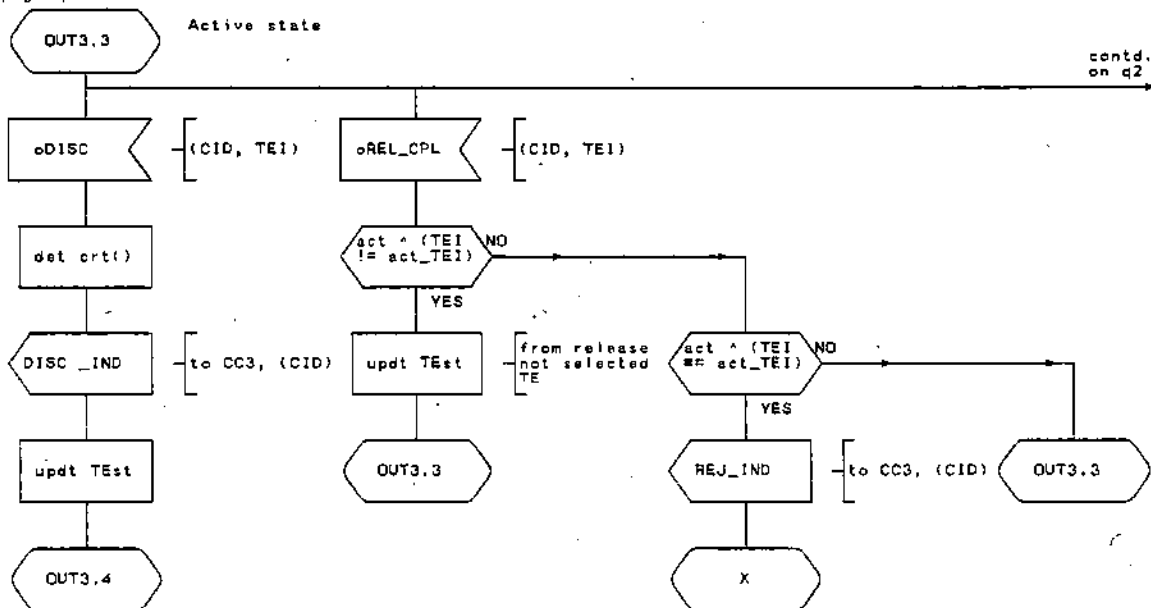 OUT3.3
Active state
contd.
on q2
oDISC
(CID, TEI)
oREL_CPL
(CID, TEI)
det crt()
act ^ (TEI
!= act_TEI)
NO
YES
DISC _IND
to CC3, (CID)
updt TEst
from release
not selected
TE
act ^ (TEI
== act_TEI)
NO
YES
updt TEst
OUT3.3
REJ_IND
to CC3, (CID)
OUT3.3
OUT3.4
X